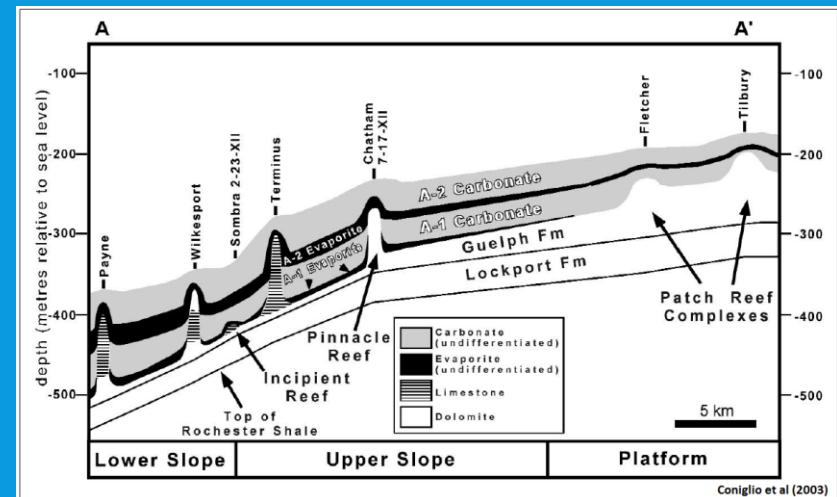 A
A'
-100
-200
-300
-400
-500
-100
-200
-300
-400
-500
depth (metres relative to sea level)
Payne
Wilkesport
Sombra 2-23-XII
Terminus
Chatham
7-17-XII
Fletcher
Tilbury
A-2 Carbonate
A-1 Carbonate
A-2 Evaporite
A-1 Evaporite
Guelph Fm
Lockport Fm
Patch Reef
Complexes
Pinnacle
Reef
Incipient
Reef
Top of
Rochester Shale
Carbonate
(undifferentiated)
Evaporite
(undifferentiated)
Limestone
Dolomite
5 km
Lower Slope
Upper Slope
Platform
Coniglio et al (2003)